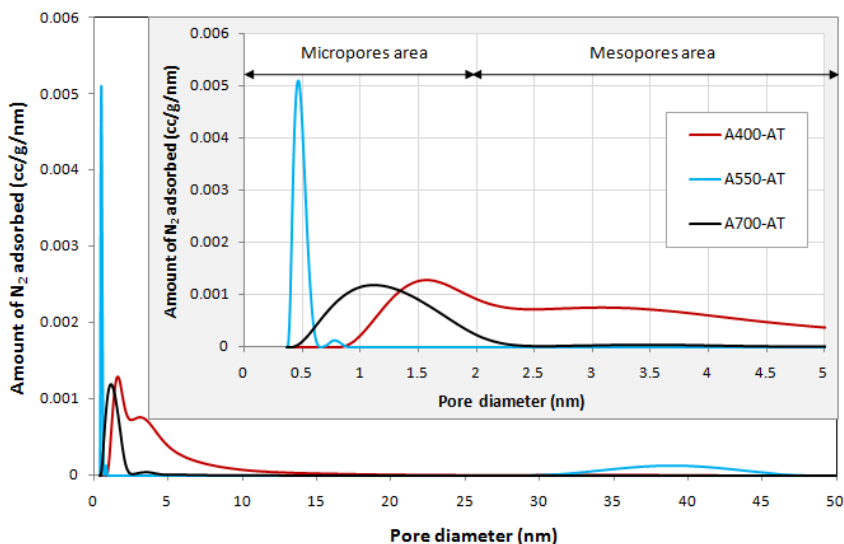 0.006
0.005
0.004
0.003
0.002
0.001
0
Amount of N₂ adsorbed (cc/g/nm)
0 5 10 15 20 25 30 35 40 45 50
Pore diameter (nm)
0.006
0.005
0.004
0.003
0.002
0.001
0
Amount of N₂ adsorbed (cc/g/nm)
Micropores area Mesopores area
A400-AT
A550-AT
A700-AT
0 0.5 1 1.5 2 2.5 3 3.5 4 4.5 5
Pore diameter (nm)